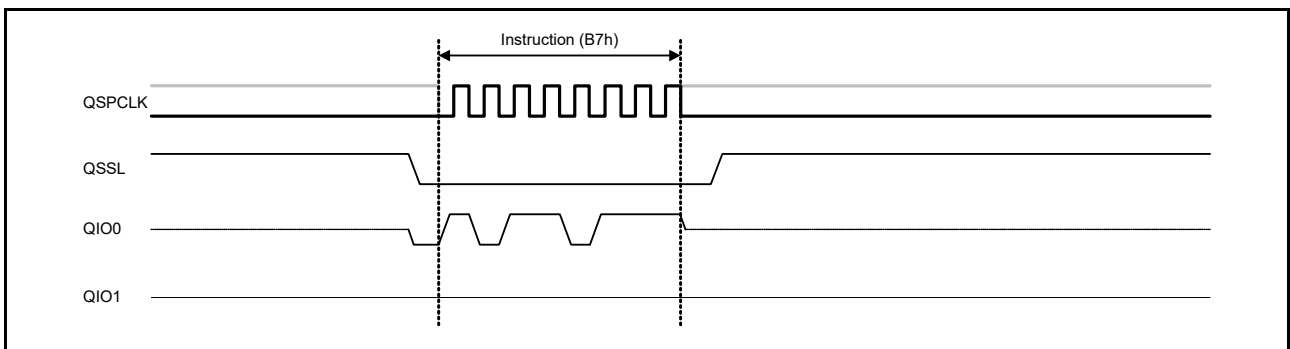 Instruction (B7h)
QSPCLK
QSSL
QIO0
QIO1